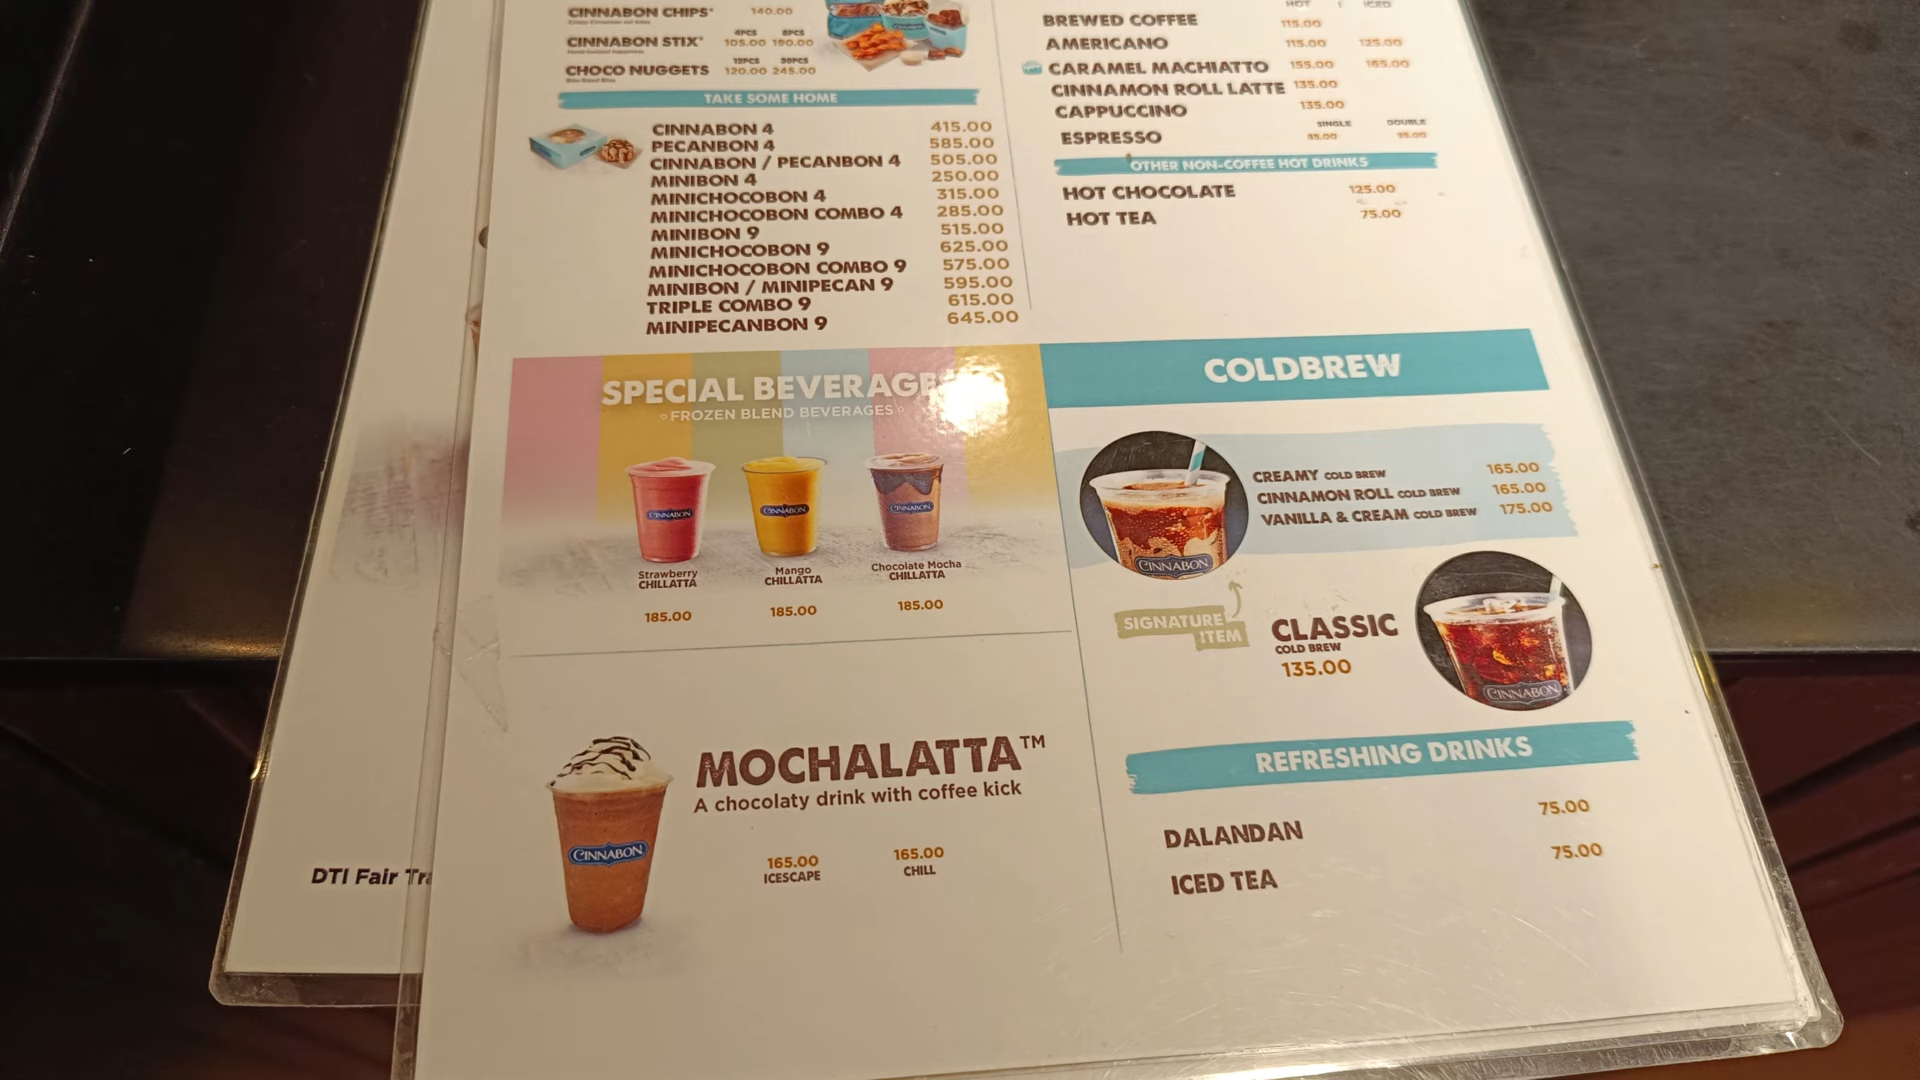 CINNABON CHIPS* 140.00
4PCS 8PCS
CINNABON STIX* 105.00 190.00
CHOCO NUGGETS 120.00 245.00
TAKE SOME HOME
CINNABON 4 415.00
PECANBON 4 585.00
CINNABON / PECANBON 4 505.00
MINIBON 4 250.00
MINICHOCOBON 4 315.00
MINICHOCOBON COMBO 4 285.00
MINIBON 9 515.00
MINICHOCOBON 9 625.00
MINICHOCOBON COMBO 9 575.00
MINIBON / MINIPECAN 9 595.00
TRIPLE COMBO 9 615.00
MINIPECANBON 9 645.00
HOT | ICED
BREWED COFFEE 115.00
AMERICANO 115.00 125.00
CARAMEL MACHIATTO 155.00 165.00
CINNAMON ROLL LATTE 135.00
CAPPUCCINO 135.00
SINGLE DOUBLE
ESPRESSO 85.00 95.00
OTHER NON-COFFEE HOT DRINKS
HOT CHOCOLATE 125.00
HOT TEA 75.00
SPECIAL BEVERAGE
FROZEN BLEND BEVERAGES
CINNABON CINNABON CINNABON
Strawberry Mango Chocolate Mocha
CHILLATTA CHILLATTA CHILLATTA
185.00 185.00 185.00
MOCHALATTA™
A chocolaty drink with coffee kick
CINNABON
165.00 165.00
ICESCAPE CHILL
COLDBREW
CREAMY COLD BREW 165.00
CINNAMON ROLL COLD BREW 165.00
VANILLA & CREAM COLD BREW 175.00
CINNABON
SIGNATURE
ITEM
CLASSIC
COLD BREW
135.00
CINNABON
REFRESHING DRINKS
DALANDAN 75.00
ICED TEA 75.00
DTI Fair